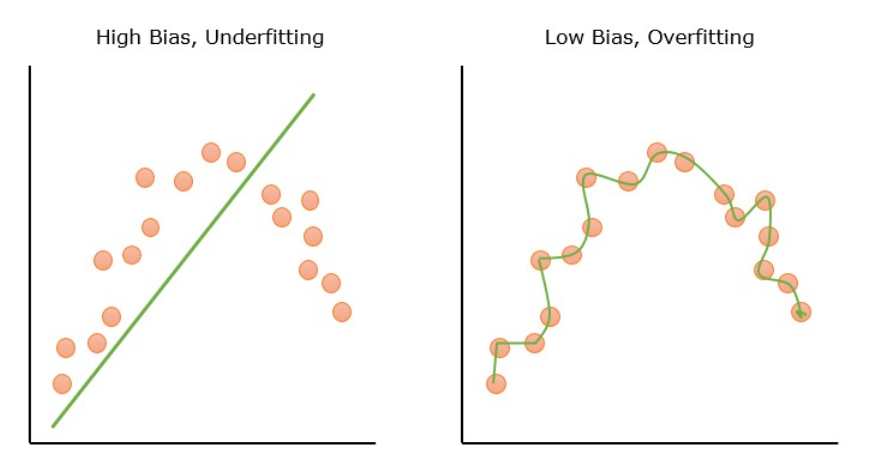 High Bias, Underfitting
Low Bias, Overfitting